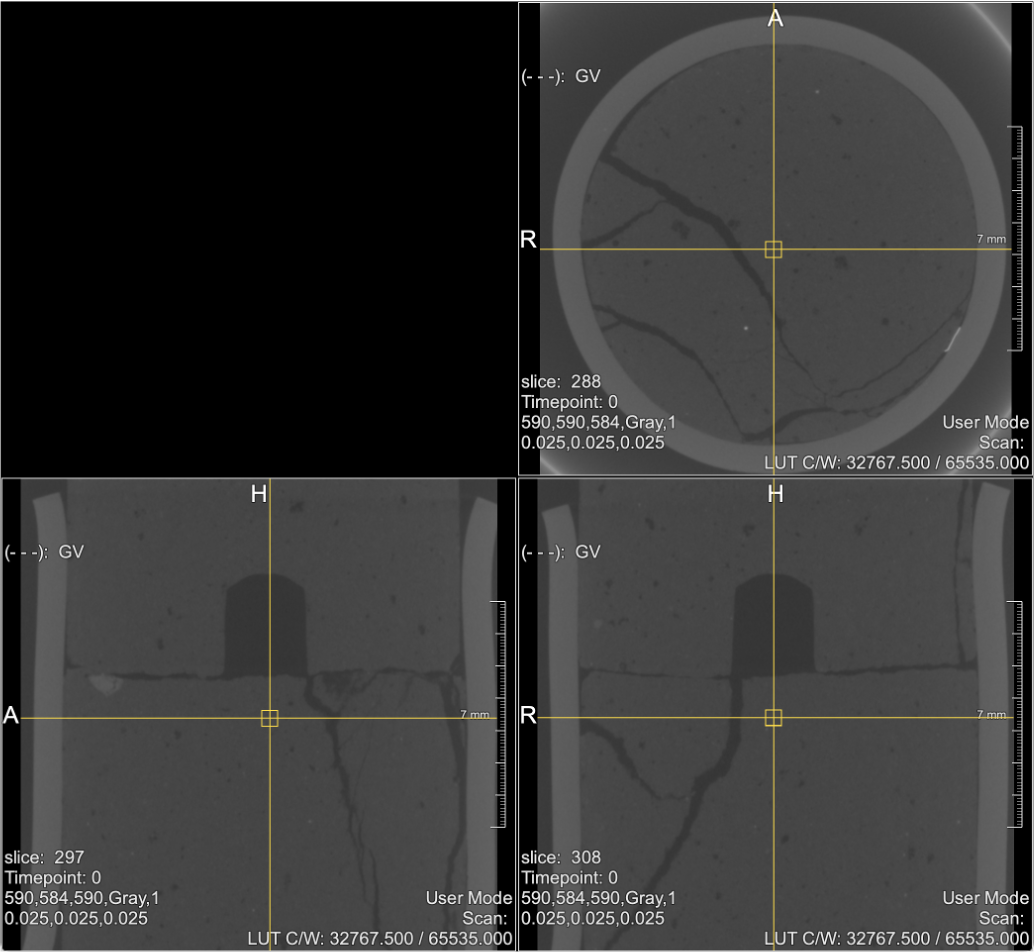 A
(- - -): GV
R
7 mm
slice: 288
Timepoint: 0
590,590,584,Gray,1
0.025,0.025,0.025
User Mode
Scan:
LUT C/W: 32767.500 / 65535.000
H
(- - -): GV
A
7 mm
slice: 297
Timepoint: 0
590,584,590,Gray,1
0.025,0.025,0.025
User Mode
Scan:
LUT C/W: 32767.500 / 65535.000
H
(- - -): GV
R
7 mm
slice: 308
Timepoint: 0
590,584,590,Gray,1
0.025,0.025,0.025
User Mode
Scan:
LUT C/W: 32767.500 / 65535.000